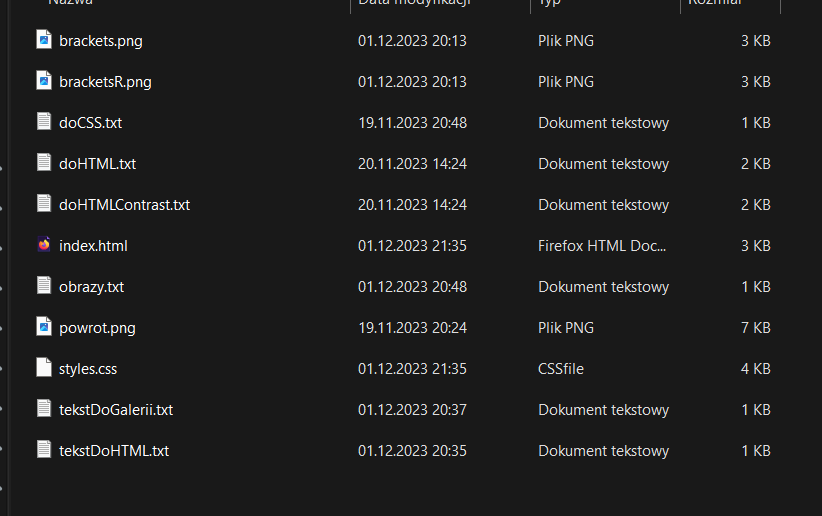 Nazwa Data modyfikacji Typ Rozmiar
brackets.png 01.12.2023 20:13 Plik PNG 3 KB
bracketsR.png 01.12.2023 20:13 Plik PNG 3 KB
doCSS.txt 19.11.2023 20:48 Dokument tekstowy 1 KB
doHTML.txt 20.11.2023 14:24 Dokument tekstowy 2 KB
doHTMLContrast.txt 20.11.2023 14:24 Dokument tekstowy 2 KB
index.html 01.12.2023 21:35 Firefox HTML Doc... 3 KB
obrazy.txt 01.12.2023 20:48 Dokument tekstowy 1 KB
powrot.png 19.11.2023 20:24 Plik PNG 7 KB
styles.css 01.12.2023 21:35 CSSfile 4 KB
tekstDoGalerii.txt 01.12.2023 20:37 Dokument tekstowy 1 KB
tekstDoHTML.txt 01.12.2023 20:35 Dokument tekstowy 1 KB